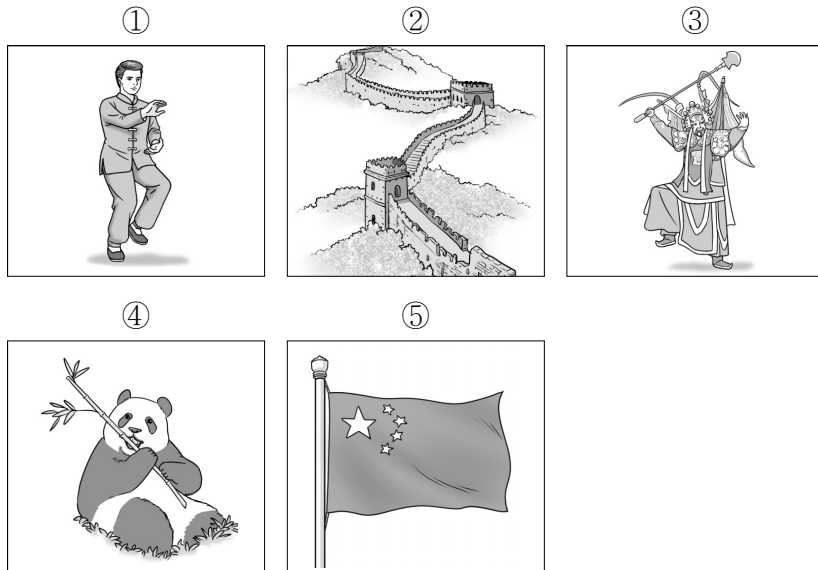 ① ② ③
④ ⑤